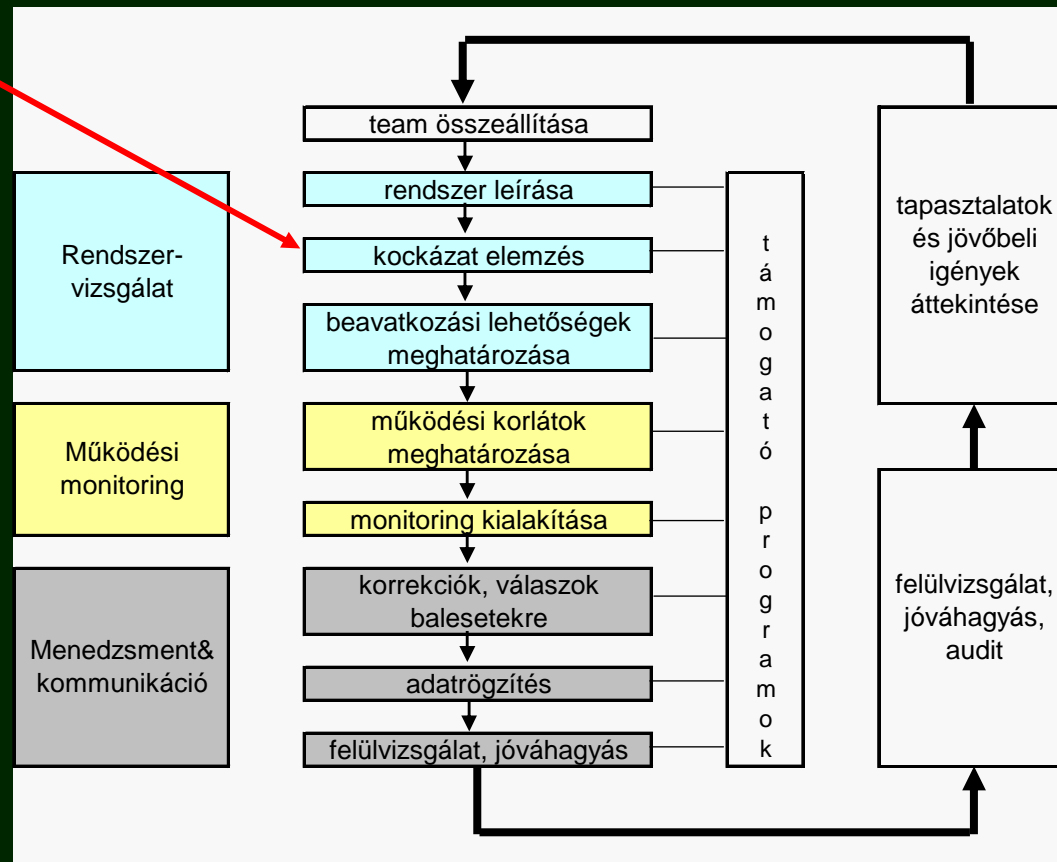 team összeállítása
rendszer leírása
kockázat elemzés
beavatkozási lehetőségek
meghatározása
működési korlátok
meghatározása
monitoring kialakítása
korrekciók, válaszok
balesetekre
adatrögzítés
felülvizsgálat, jóváhagyás
Rendszer-
vizsgálat
Működési
monitoring
Menedzsment&
kommunikáció
t
á
m
o
g
a
t
ó
p
r
o
g
r
a
m
o
k
tapasztalatok
és jövőbeli
igények
áttekintése
felülvizsgálat,
jóváhagyás,
audit